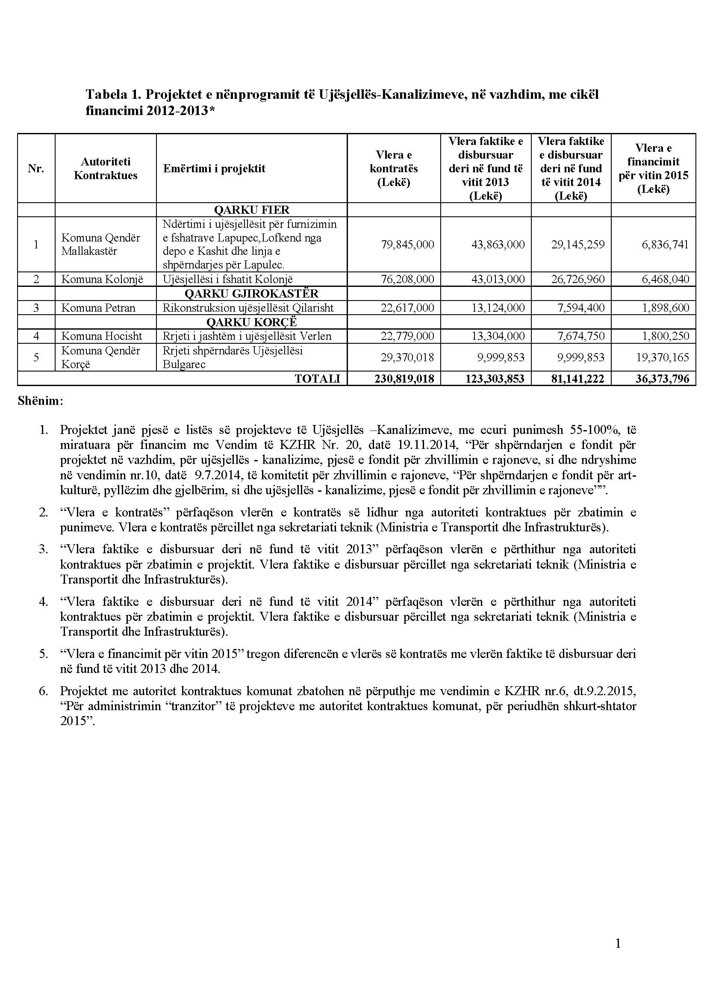 Tabela 1. Projektet e nënprogramit të Ujësjellës-Kanalizimeve, në vazhdim, me cikël
financimi 2012-2013*
Nr.
Autoriteti
Kontraktues
Emërtimi i projektit
Vlera e
kontratës
(Lekë)
Vlera faktike e
disbursuar
deri në fund të
vitit 2013
(Lekë)
Vlera faktike
e disbursuar
deri në fund
të vitit 2014
(Lekë)
Vlera e
financimit
për vitin 2015
(Lekë)
QARKU FIER
1
Komuna Qendër
Mallakastër
Ndërtimi i ujësjellësit për furnizimin
e fshatrave Lapupec,Lofkend nga
depo e Kashit dhe linja e
shpërndarjes për Lapulec.
79,845,000
43,863,000
29,145,259
6,836,741
2 Komuna Kolonjë Ujësjellësi i fshatit Kolonjë 76,208,000 43,013,000 26,726,960 6,468,040
QARKU GJIROKASTËR
3 Komuna Petran Rikonstruksion ujësjellësit Qilarisht 22,617,000 13,124,000 7,594,400 1,898,600
QARKU KORÇË
4 Komuna Hocisht Rrjeti i jashtëm i ujësjellësit Verlen 22,779,000 13,304,000 7,674,750 1,800,250
5
Komuna Qendër
Korçë
Rrjeti shpërndarës Ujësjellësi
Bulgarec
29,370,018
9,999,853
9,999,853
19,370,165
TOTALI 230,819,018 123,303,853 81,141,222 36,373,796
Shënim:
1. Projektet janë pjesë e listës së projekteve të Ujësjellës –Kanalizimeve, me ecuri punimesh 55-100%, të
miratuara për financim me Vendim të KZHR Nr. 20, datë 19.11.2014, “Për shpërndarjen e fondit për
projektet në vazhdim, për ujësjellës - kanalizime, pjesë e fondit për zhvillimin e rajoneve, si dhe ndryshime
në vendimin nr.10, datë 9.7.2014, të komitetit për zhvillimin e rajoneve, “Për shpërndarjen e fondit për art-
kulturë, pyllëzim dhe gjelbërim, si dhe ujësjellës - kanalizime, pjesë e fondit për zhvillimin e rajoneve””.
2. “Vlera e kontratës” përfaqëson vlerën e kontratës së lidhur nga autoriteti kontraktues për zbatimin e
punimeve. Vlera e kontratës përcillet nga sekretariati teknik (Ministria e Transportit dhe Infrastrukturës).
3. “Vlera faktike e disbursuar deri në fund të vitit 2013” përfaqëson vlerën e përthithur nga autoriteti
kontraktues për zbatimin e projektit. Vlera faktike e disbursuar përcillet nga sekretariati teknik (Ministria e
Transportit dhe Infrastrukturës).
4. “Vlera faktike e disbursuar deri në fund të vitit 2014” përfaqëson vlerën e përthithur nga autoriteti
kontraktues për zbatimin e projektit. Vlera faktike e disbursuar përcillet nga sekretariati teknik (Ministria e
Transportit dhe Infrastrukturës).
5. “Vlera e financimit për vitin 2015” tregon diferencën e vlerës së kontratës me vlerën faktike të disbursuar deri
në fund të vitit 2013 dhe 2014.
6. Projektet me autoritet kontraktues komunat zbatohen në përputhje me vendimin e KZHR nr.6, dt.9.2.2015,
“Për administrimin “tranzitor” të projekteve me autoritet kontraktues komunat, për periudhën shkurt-shtator
2015”.
1